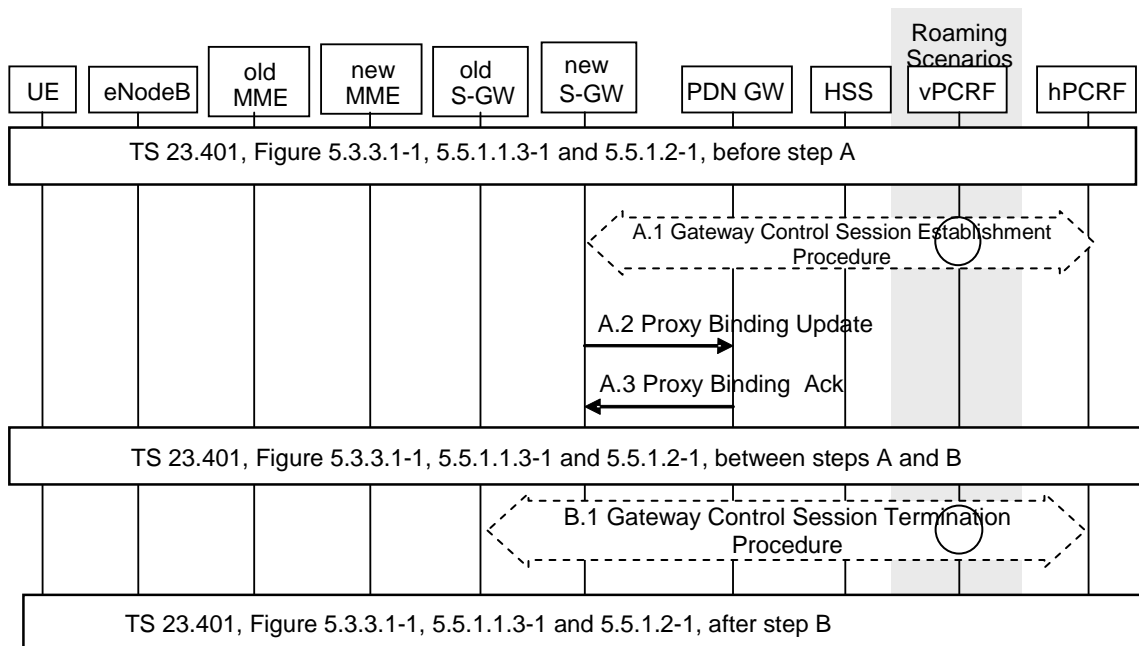 Roaming
Scenarios
UE
eNodeB
old
MME
new
MME
old
S-GW
new
S-GW
PDN GW
HSS
vPCRF
hPCRF
TS 23.401, Figure 5.3.3.1-1, 5.5.1.1.3-1 and 5.5.1.2-1, before step A
A.1 Gateway Control Session Establishment
Procedure
A.2 Proxy Binding Update
A.3 Proxy Binding Ack
TS 23.401, Figure 5.3.3.1-1, 5.5.1.1.3-1 and 5.5.1.2-1, between steps A and B
B.1 Gateway Control Session Termination
Procedure
TS 23.401, Figure 5.3.3.1-1, 5.5.1.1.3-1 and 5.5.1.2-1, after step B